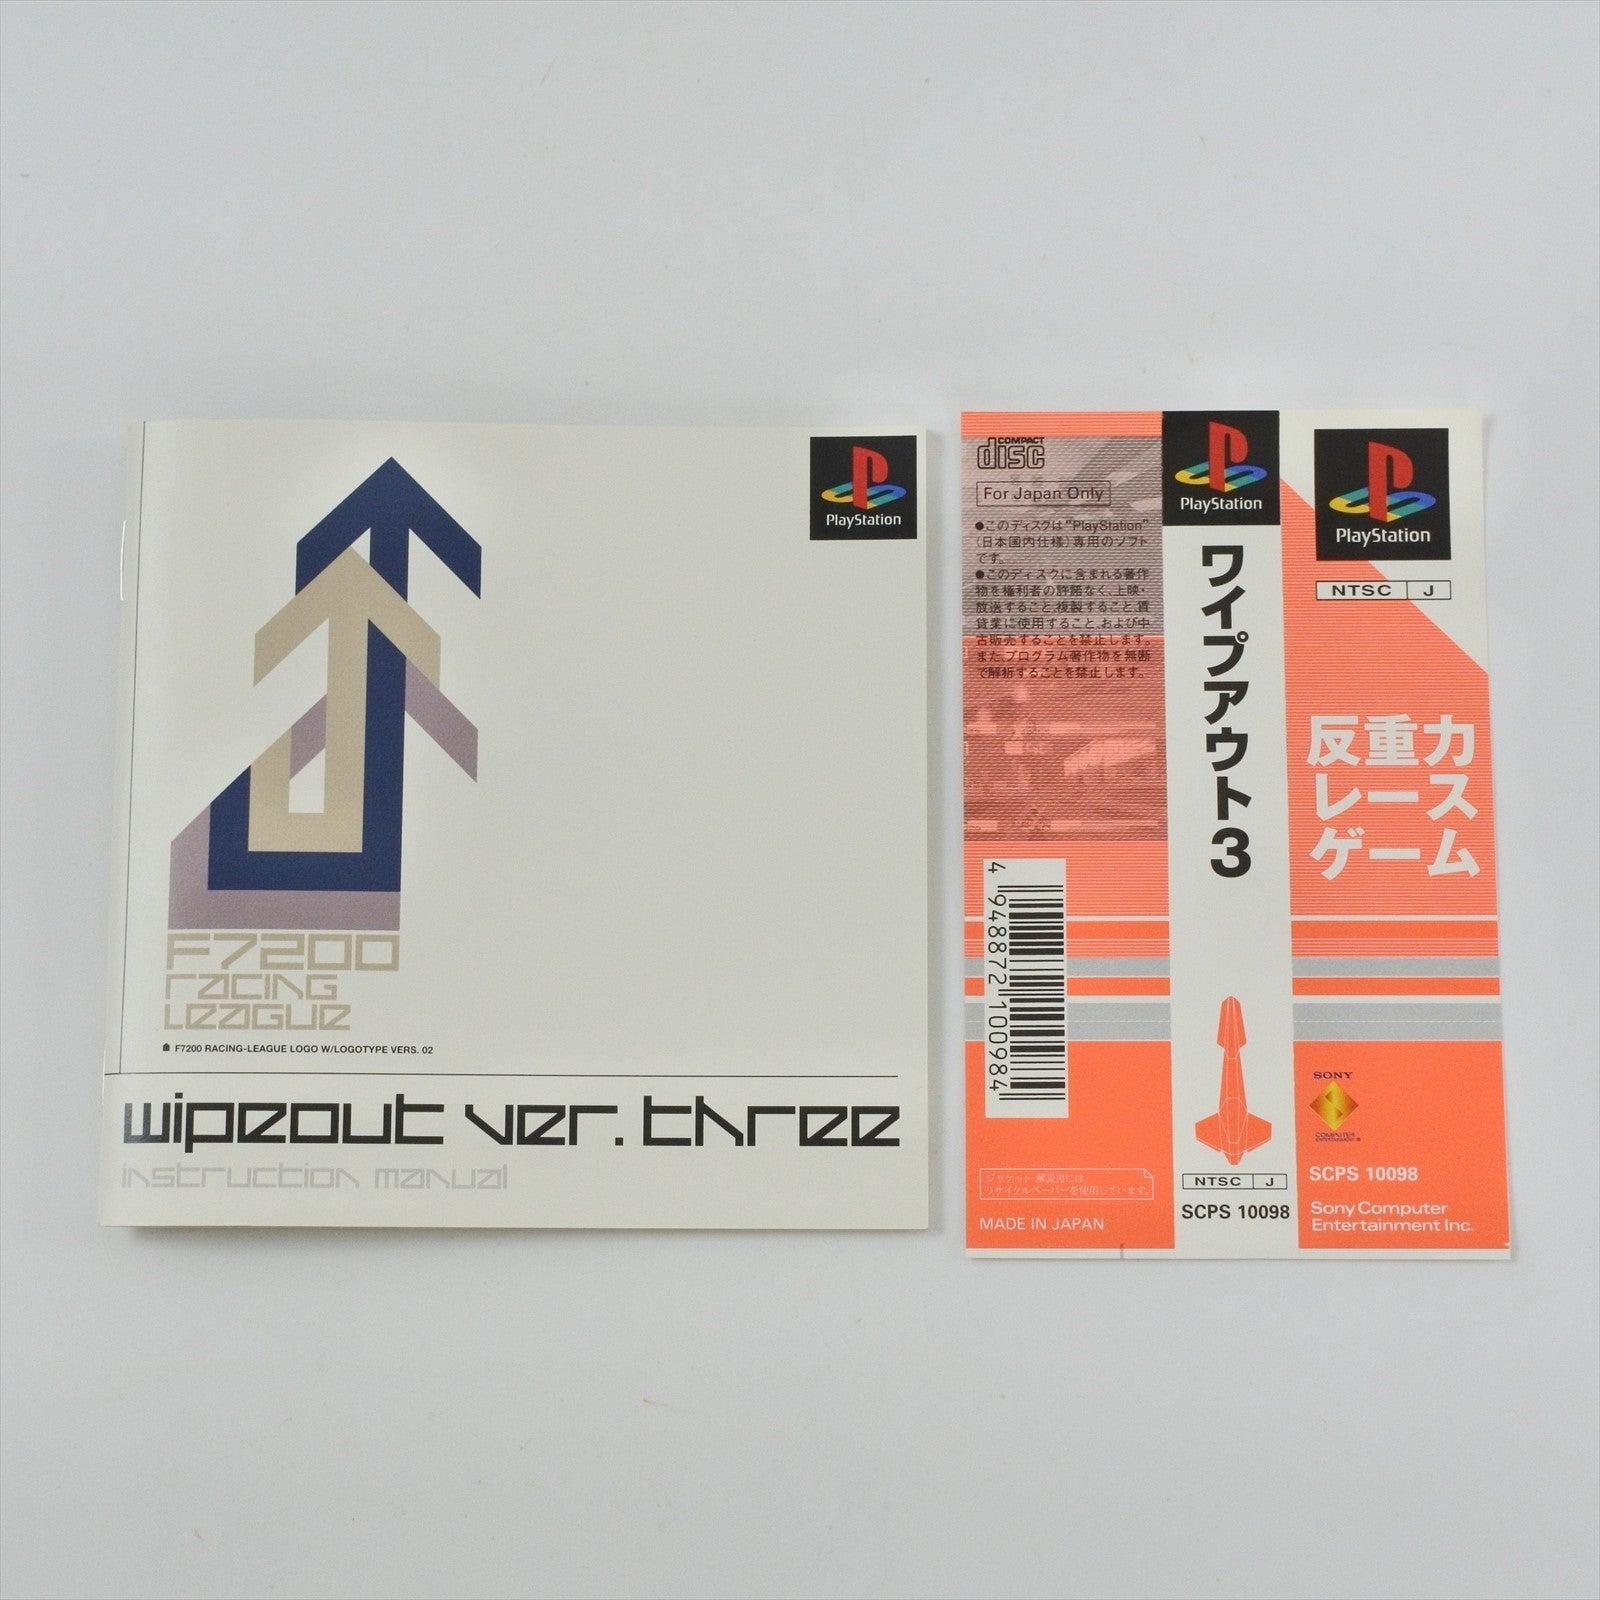 PlayStation
F7200
racing
League
F7200 RACING-LEAGUE LOGO W/LOGOTYPE VERS. 02
wipeout ver. three
instruction manual
COMPACT
disc
For Japan Only
●このディスクは"PlayStation"
(日本国内仕様)専用のソフト
です。
●このディスクに含まれる著作
物を権利者の許諾なく、上映・
放送すること、複製すること、賃
貸業に使用すること、および中
古販売することを禁止します。
また、プログラム著作物を無断
で解析することを禁止します。
4 948872 100984
ジャケット・解説書には
リサイクルペーパーを使用しています。
MADE IN JAPAN
PlayStation
ワイプアウト3
NTSC J
SCPS 10098
PlayStation
NTSC J
反重力
レース
ゲーム
SONY
COMPUTER
ENTERTAINMENT
SCPS 10098
Sony Computer
Entertainment Inc.